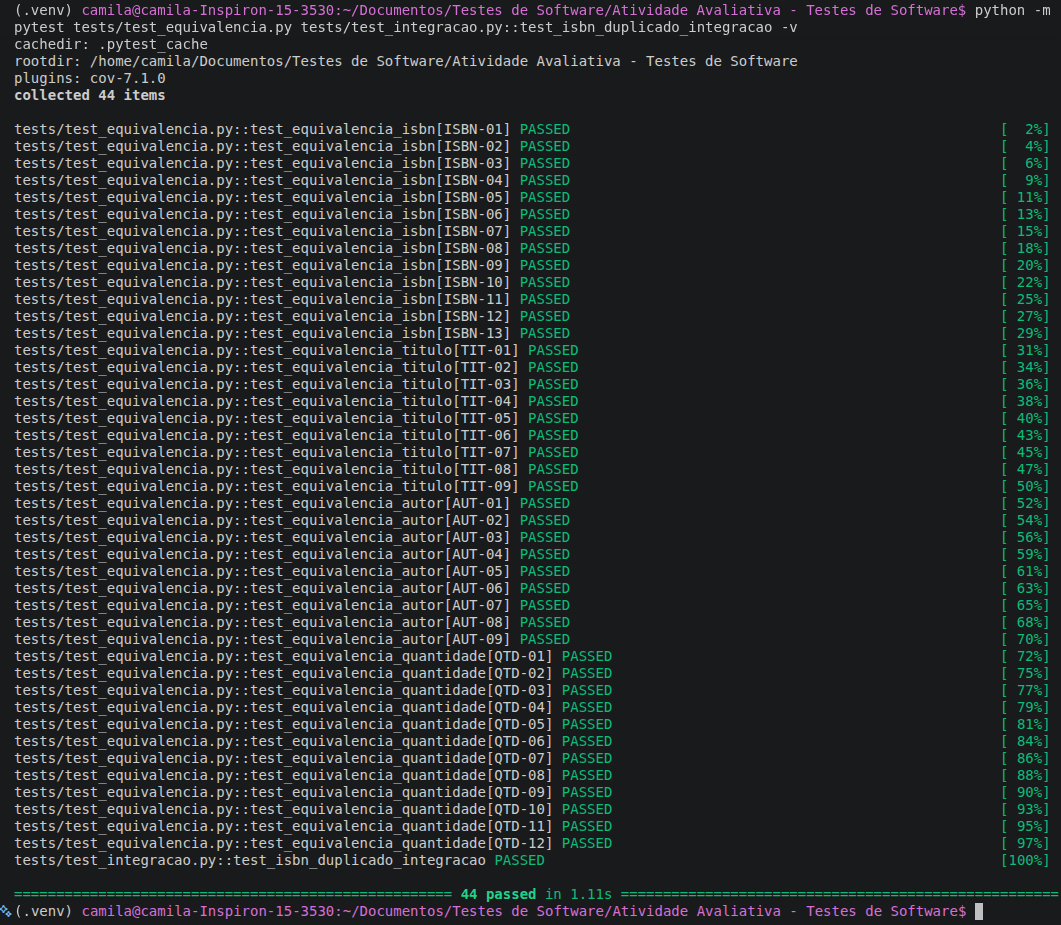 (.venv) camila@camila-Inspiron-15-3530:~/Documentos/Testes de Software/Atividade Avaliativa - Testes de Software$ python -m
pytest tests/test_equivalencia.py tests/test_integracao.py::test_isbn_duplicado_integracao -v
cachedir: .pytest_cache
rootdir: /home/camila/Documentos/Testes de Software/Atividade Avaliativa - Testes de Software
plugins: cov-7.1.0
collected 44 items
tests/test_equivalencia.py::test_equivalencia_isbn[ISBN-01] PASSED [  2%]
tests/test_equivalencia.py::test_equivalencia_isbn[ISBN-02] PASSED [  4%]
tests/test_equivalencia.py::test_equivalencia_isbn[ISBN-03] PASSED [  6%]
tests/test_equivalencia.py::test_equivalencia_isbn[ISBN-04] PASSED [  9%]
tests/test_equivalencia.py::test_equivalencia_isbn[ISBN-05] PASSED [ 11%]
tests/test_equivalencia.py::test_equivalencia_isbn[ISBN-06] PASSED [ 13%]
tests/test_equivalencia.py::test_equivalencia_isbn[ISBN-07] PASSED [ 15%]
tests/test_equivalencia.py::test_equivalencia_isbn[ISBN-08] PASSED [ 18%]
tests/test_equivalencia.py::test_equivalencia_isbn[ISBN-09] PASSED [ 20%]
tests/test_equivalencia.py::test_equivalencia_isbn[ISBN-10] PASSED [ 22%]
tests/test_equivalencia.py::test_equivalencia_isbn[ISBN-11] PASSED [ 25%]
tests/test_equivalencia.py::test_equivalencia_isbn[ISBN-12] PASSED [ 27%]
tests/test_equivalencia.py::test_equivalencia_isbn[ISBN-13] PASSED [ 29%]
tests/test_equivalencia.py::test_equivalencia_titulo[TIT-01] PASSED [ 31%]
tests/test_equivalencia.py::test_equivalencia_titulo[TIT-02] PASSED [ 34%]
tests/test_equivalencia.py::test_equivalencia_titulo[TIT-03] PASSED [ 36%]
tests/test_equivalencia.py::test_equivalencia_titulo[TIT-04] PASSED [ 38%]
tests/test_equivalencia.py::test_equivalencia_titulo[TIT-05] PASSED [ 40%]
tests/test_equivalencia.py::test_equivalencia_titulo[TIT-06] PASSED [ 43%]
tests/test_equivalencia.py::test_equivalencia_titulo[TIT-07] PASSED [ 45%]
tests/test_equivalencia.py::test_equivalencia_titulo[TIT-08] PASSED [ 47%]
tests/test_equivalencia.py::test_equivalencia_titulo[TIT-09] PASSED [ 50%]
tests/test_equivalencia.py::test_equivalencia_autor[AUT-01] PASSED [ 52%]
tests/test_equivalencia.py::test_equivalencia_autor[AUT-02] PASSED [ 54%]
tests/test_equivalencia.py::test_equivalencia_autor[AUT-03] PASSED [ 56%]
tests/test_equivalencia.py::test_equivalencia_autor[AUT-04] PASSED [ 59%]
tests/test_equivalencia.py::test_equivalencia_autor[AUT-05] PASSED [ 61%]
tests/test_equivalencia.py::test_equivalencia_autor[AUT-06] PASSED [ 63%]
tests/test_equivalencia.py::test_equivalencia_autor[AUT-07] PASSED [ 65%]
tests/test_equivalencia.py::test_equivalencia_autor[AUT-08] PASSED [ 68%]
tests/test_equivalencia.py::test_equivalencia_autor[AUT-09] PASSED [ 70%]
tests/test_equivalencia.py::test_equivalencia_quantidade[QTD-01] PASSED [ 72%]
tests/test_equivalencia.py::test_equivalencia_quantidade[QTD-02] PASSED [ 75%]
tests/test_equivalencia.py::test_equivalencia_quantidade[QTD-03] PASSED [ 77%]
tests/test_equivalencia.py::test_equivalencia_quantidade[QTD-04] PASSED [ 79%]
tests/test_equivalencia.py::test_equivalencia_quantidade[QTD-05] PASSED [ 81%]
tests/test_equivalencia.py::test_equivalencia_quantidade[QTD-06] PASSED [ 84%]
tests/test_equivalencia.py::test_equivalencia_quantidade[QTD-07] PASSED [ 86%]
tests/test_equivalencia.py::test_equivalencia_quantidade[QTD-08] PASSED [ 88%]
tests/test_equivalencia.py::test_equivalencia_quantidade[QTD-09] PASSED [ 90%]
tests/test_equivalencia.py::test_equivalencia_quantidade[QTD-10] PASSED [ 93%]
tests/test_equivalencia.py::test_equivalencia_quantidade[QTD-11] PASSED [ 95%]
tests/test_equivalencia.py::test_equivalencia_quantidade[QTD-12] PASSED [ 97%]
tests/test_integracao.py::test_isbn_duplicado_integracao PASSED [100%]
==================================================== 44 passed in 1.11s ====================================================
(.venv) camila@camila-Inspiron-15-3530:~/Documentos/Testes de Software/Atividade Avaliativa - Testes de Software$